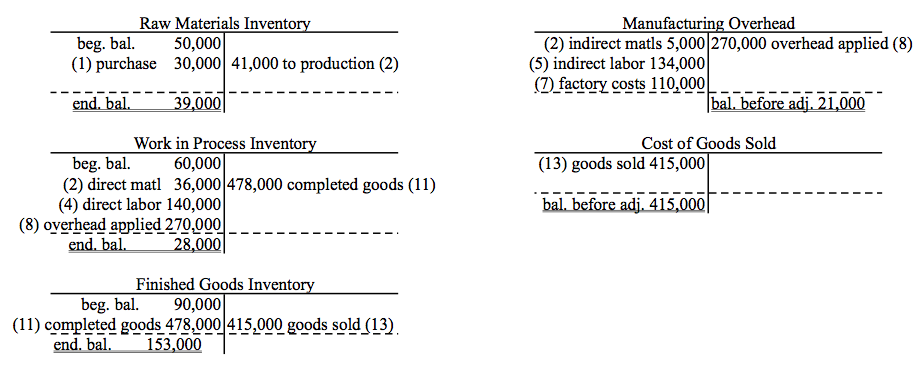 Raw Materials Inventory
beg. bal. 50,000
(1) purchase 30,000 41,000 to production (2)
end. bal. 39,000
Work in Process Inventory
beg. bal. 60,000
(2) direct matl 36,000 478,000 completed goods (11)
(4) direct labor 140,000
(8) overhead applied 270,000
end. bal. 28,000
Finished Goods Inventory
beg. bal. 90,000
(11) completed goods 478,000 415,000 goods sold (13)
end. bal. 153,000
Manufacturing Overhead
(2) indirect matls 5,000 270,000 overhead applied (8)
(5) indirect labor 134,000
(7) factory costs 110,000
bal. before adj. 21,000
Cost of Goods Sold
(13) goods sold 415,000
bal. before adj. 415,000